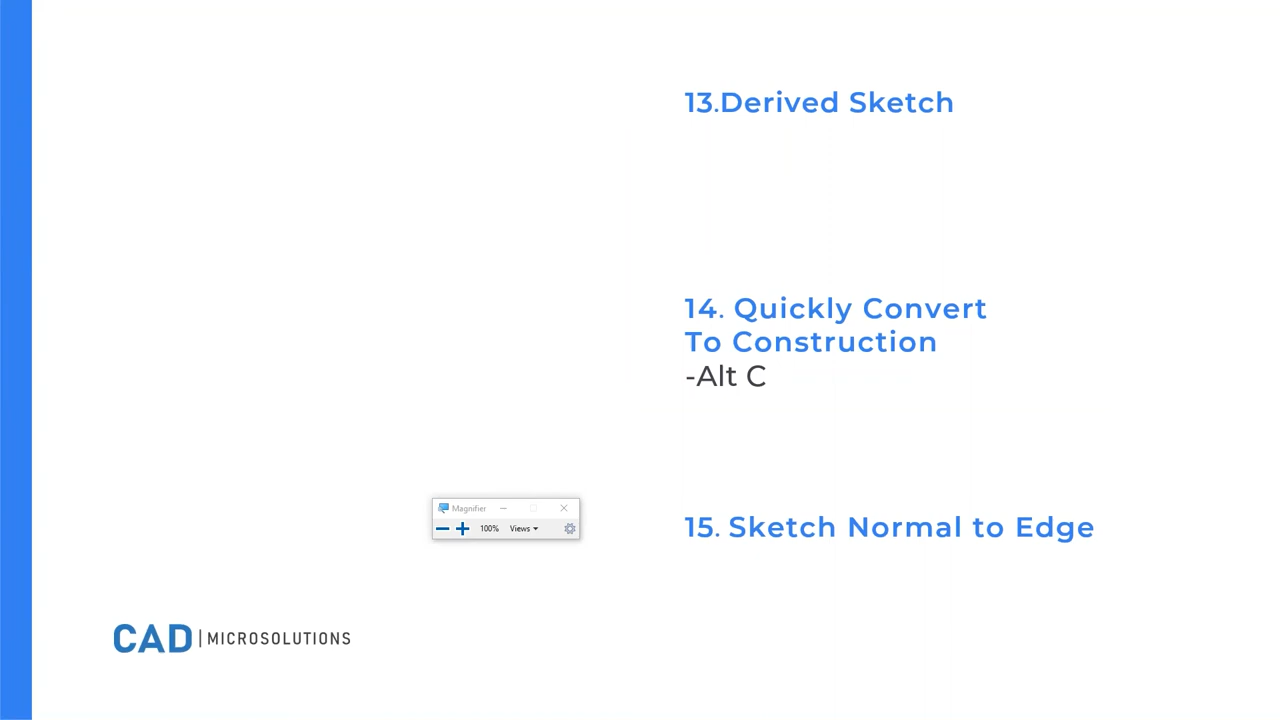 13.Derived Sketch
14. Quickly Convert
To Construction
-Alt C
Magnifier
100% Views
15. Sketch Normal to Edge
CAD | MICROSOLUTIONS